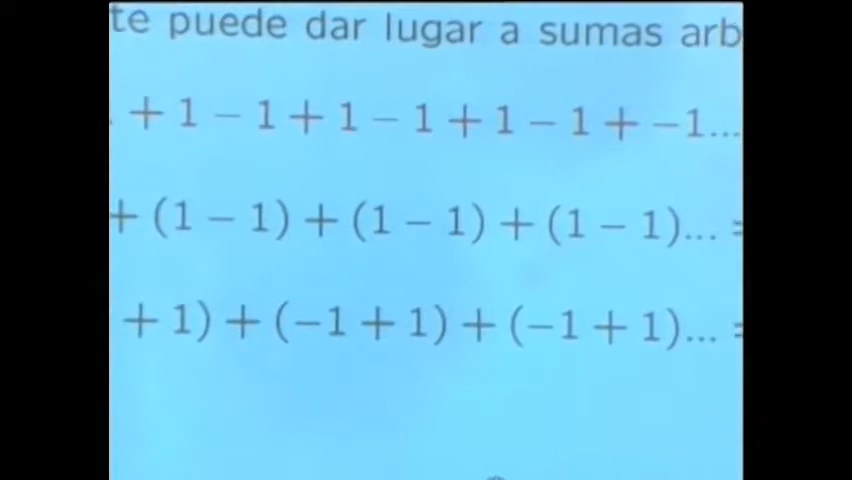 te puede dar lugar a sumas arb
+ 1 − 1 + 1 − 1 + 1 − 1 + −1...
+ (1 − 1) + (1 − 1) + (1 − 1)... =
+ 1) + (−1 + 1) + (−1 + 1)... =